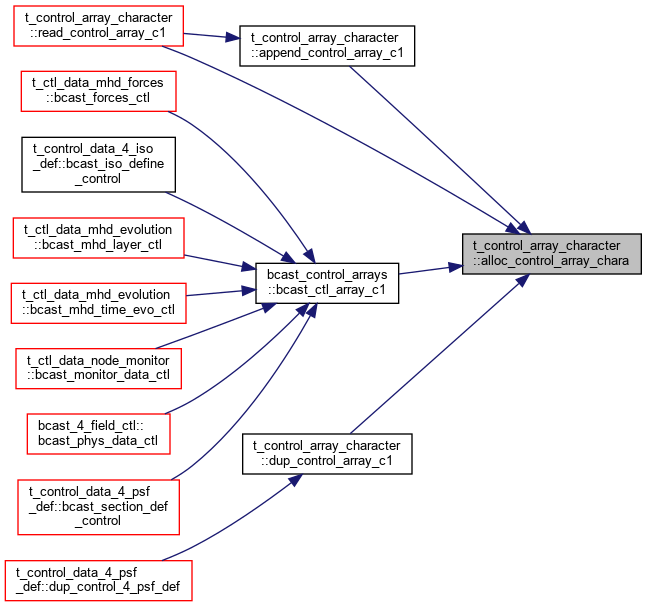 t_control_array_character
::read_control_array_c1
t_control_array_character
::append_control_array_c1
t_ctl_data_mhd_forces
::bcast_forces_ctl
t_control_data_4_iso
_def::bcast_iso_define
_control
t_ctl_data_mhd_evolution
::bcast_mhd_layer_ctl
t_control_array_character
::alloc_control_array_chara
bcast_control_arrays
::bcast_ctl_array_c1
t_ctl_data_mhd_evolution
::bcast_mhd_time_evo_ctl
t_ctl_data_node_monitor
::bcast_monitor_data_ctl
bcast_4_field_ctl::
bcast_phys_data_ctl
t_control_array_character
::dup_control_array_c1
t_control_data_4_psf
_def::bcast_section_def
_control
t_control_data_4_psf
_def::dup_control_4_psf_def